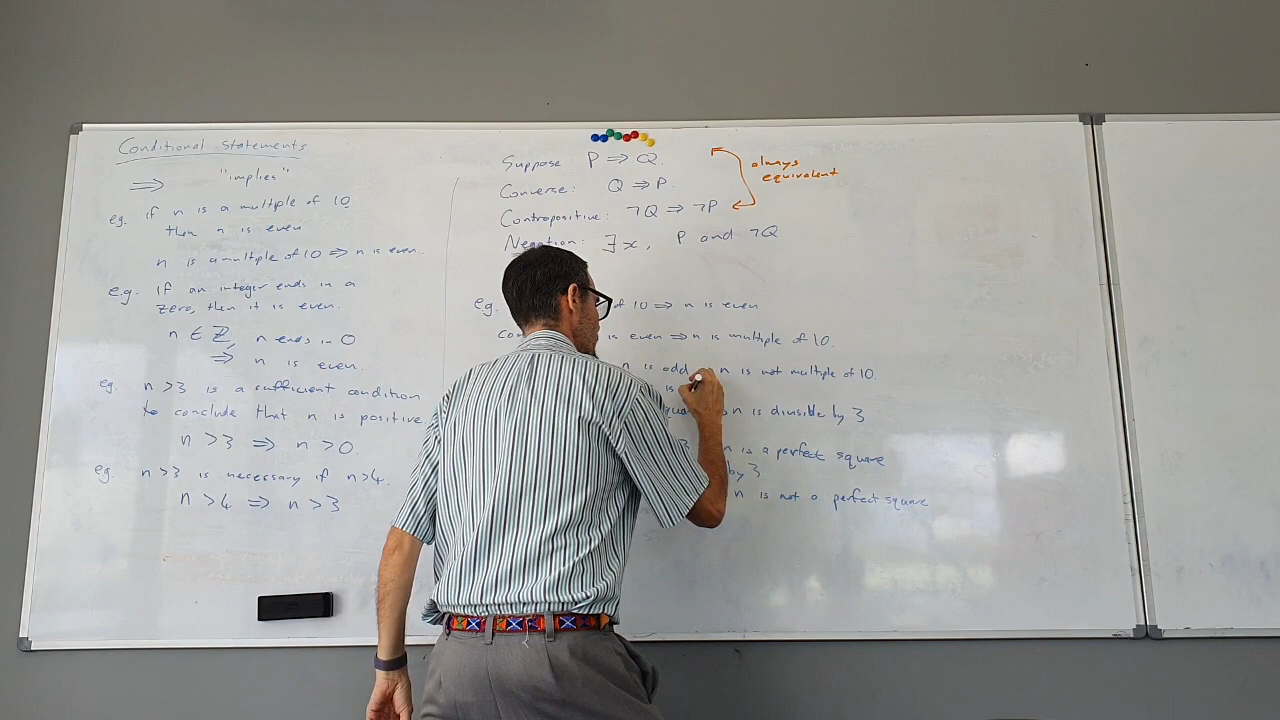 Conditional Statements
⇒ "implies"
eg. if n is a multiple of 10
then n is even
n is a multple of 10 ⇒ n is even.
e.g. If an integer ends in a
zero, then it is even.
n ∈ ℤ, n ends in 0
⇒ n is even.
eg. n > 3 is a sufficient condition
to conclude that n is positive
n > 3 ⇒ n > 0.
eg. n > 3 is necessary if n > 4.
n > 4 ⇒ n > 3
Suppose P ⇒ Q.
Converse: Q ⇒ P.
Contrapositive: ¬Q ⇒ ¬P
Negation: ∃x, P and ¬Q
always
equivalent
eg. of 10 ⇒ n is even
is even ⇒ n is multiple of 10.
n is odd n is not multiple of 10.
is
n is divisible by 3
n is a perfect square
by 3
n is not a perfect square